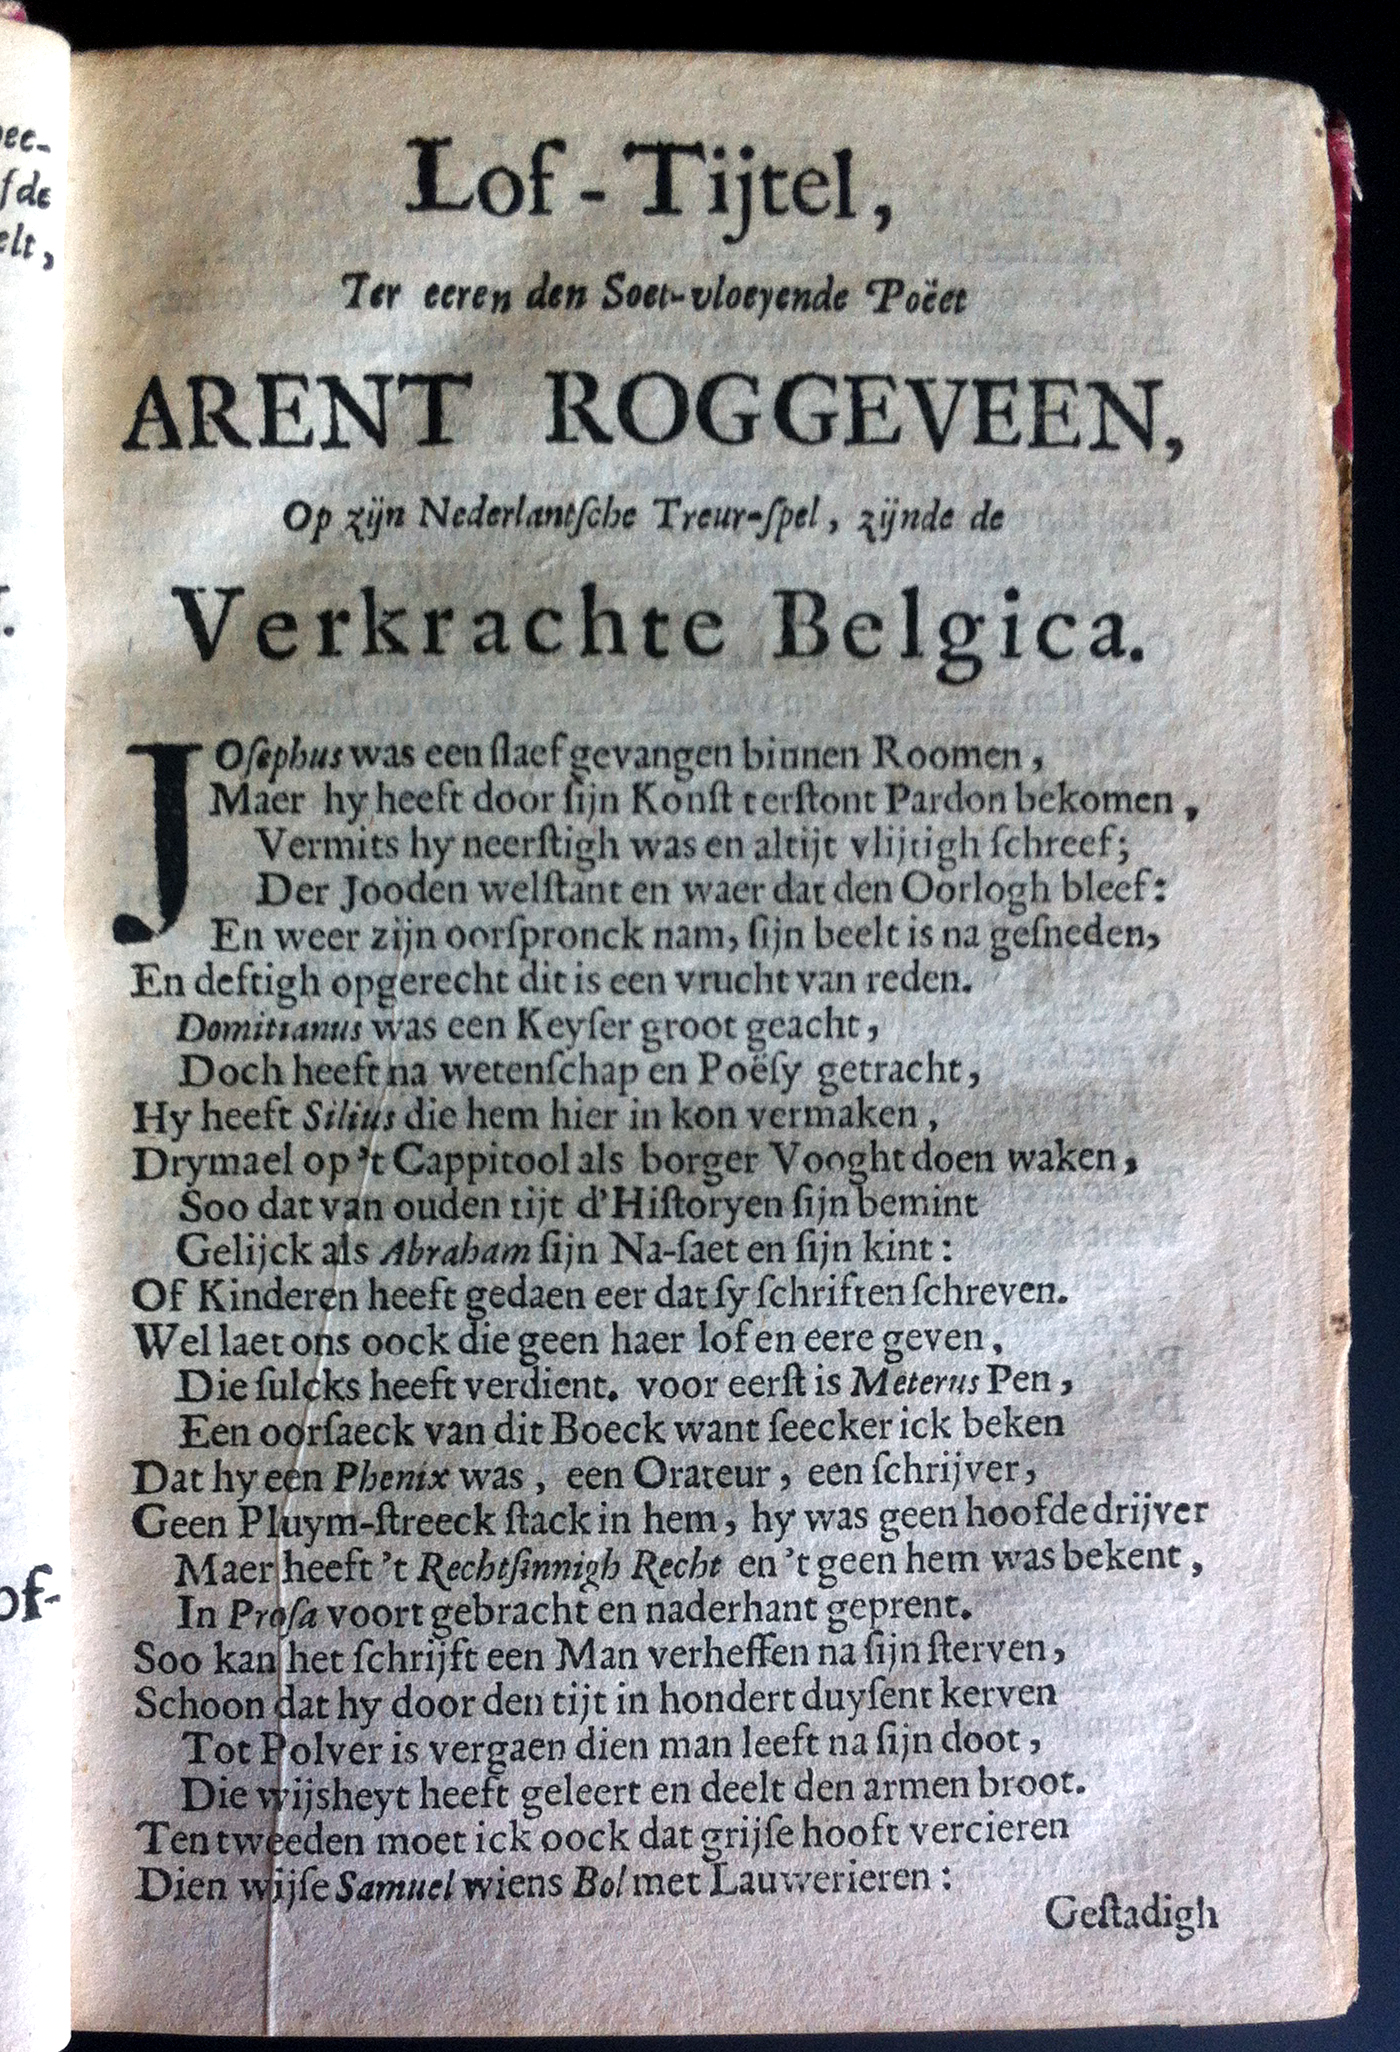 Lof-Tijtel,
Ter eeren den Soet-vloeyende Poëet
ARENT ROGGEVEEN,
Op zijn Nederlantſche Treur-ſpel, zijnde de
Verkrachte Belgica.
JOſephus was een ſlaef gevangen binnen Roomen,
Maer hy heeft door ſijn Konſt terſtont Pardon bekomen,
Vermits hy neerſtigh was en altijt vlijtigh ſchreef;
Der Jooden welſtant en waer dat den Oorlogh bleef:
En weer zijn oorſpronck nam, ſijn beelt is na geſneden,
En deftigh opgerecht dit is een vrucht van reden.
Domitianus was een Keyſer groot geacht,
Doch heeft na wetenſchap en Poëſy getracht,
Hy heeft Silius die hem hier in kon vermaken,
Drymael op 't Cappitool als borger Vooght doen waken,
Soo dat van ouden tijt d'Hiſtoryen ſijn bemint
Gelijck als Abraham ſijn Na-ſaet en ſijn kint:
Of Kinderen heeft gedaen eer dat ſy ſchriften ſchreven.
Wel laet ons oock die geen haer lof en eere geven,
Die ſulcks heeft verdient. voor eerſt is Meterus Pen,
Een oorſaeck van dit Boeck want ſeecker ick beken
Dat hy een Phenix was, een Orateur, een ſchrijver,
Geen Pluym-ſtreeck ſtack in hem, hy was geen hoofdedrijver
Maer heeft 't Rechtſinnigh Recht en 't geen hem was bekent,
In Proſa voort gebracht en naderhant geprent.
Soo kan het ſchrijft een Man verheffen na ſijn ſterven,
Schoon dat hy door den tijt in hondert duyſent kerven
Tot Polver is vergaen dien man leeft na ſijn doot,
Die wijsheyt heeft geleert en deelt den armen broot.
Ten tweeden moet ick oock dat grijſe hooft vercieren
Dien wijſe Samuel wiens Bol met Lauwerieren:
Geſtadigh